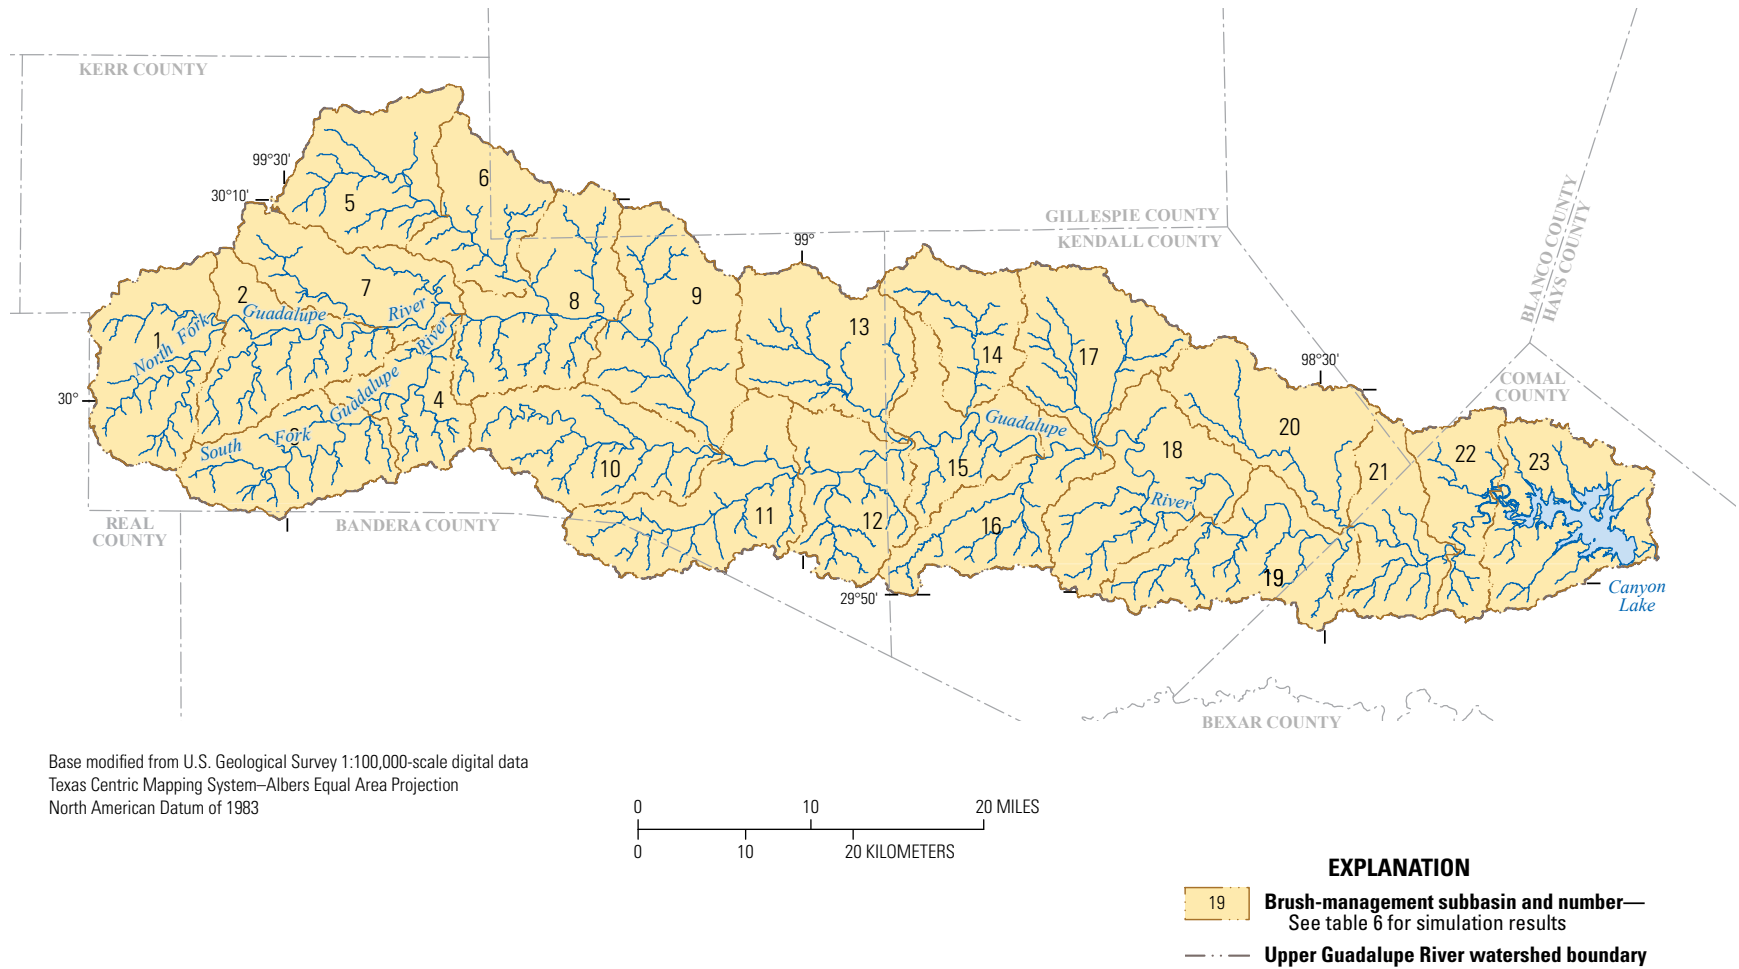 KERR COUNTY
99°30'
30°10'
6
5
GILLESPIE COUNTY
KENDALL COUNTY
BLANCO COUNTY
HAYS COUNTY
99°
2
7
8
9
Guadalupe
River
13
1
North Fork
River
14
17
98°30'
COMAL
COUNTY
30°
4
Guadalupe
Guadalupe
20
South
Fork
18
22
23
10
15
21
River
REAL
COUNTY
BANDERA COUNTY
11
12
16
19
29°50'
Canyon
Lake
BEXAR COUNTY
Base modified from U.S. Geological Survey 1:100,000-scale digital data
Texas Centric Mapping System–Albers Equal Area Projection
North American Datum of 1983
0 10 20 MILES
0 10 20 KILOMETERS
EXPLANATION
19 Brush-management subbasin and number—
See table 6 for simulation results
Upper Guadalupe River watershed boundary